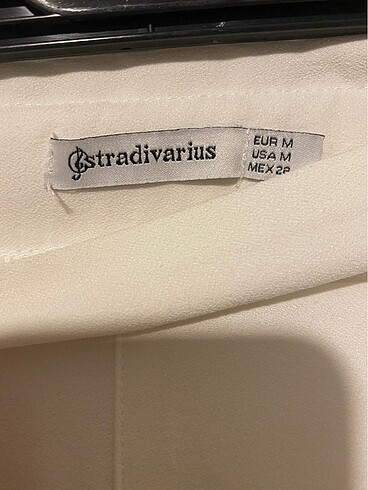 stradivarius
EUR M
USA M
MEX 28